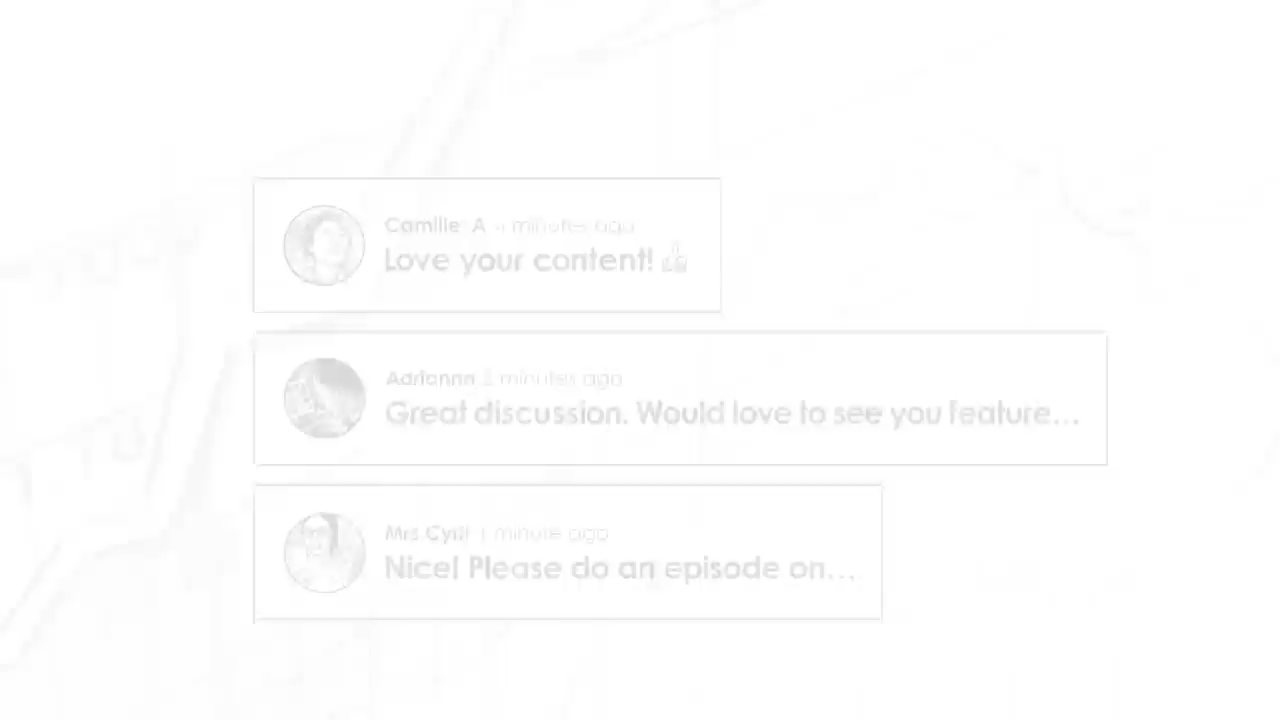 Camille A 4 minutes ago
Love your content! 👍
Adrianna 2 minutes ago
Great discussion. Would love to see you feature...
Mrs Cyril 1 minute ago
Nice! Please do an episode on...